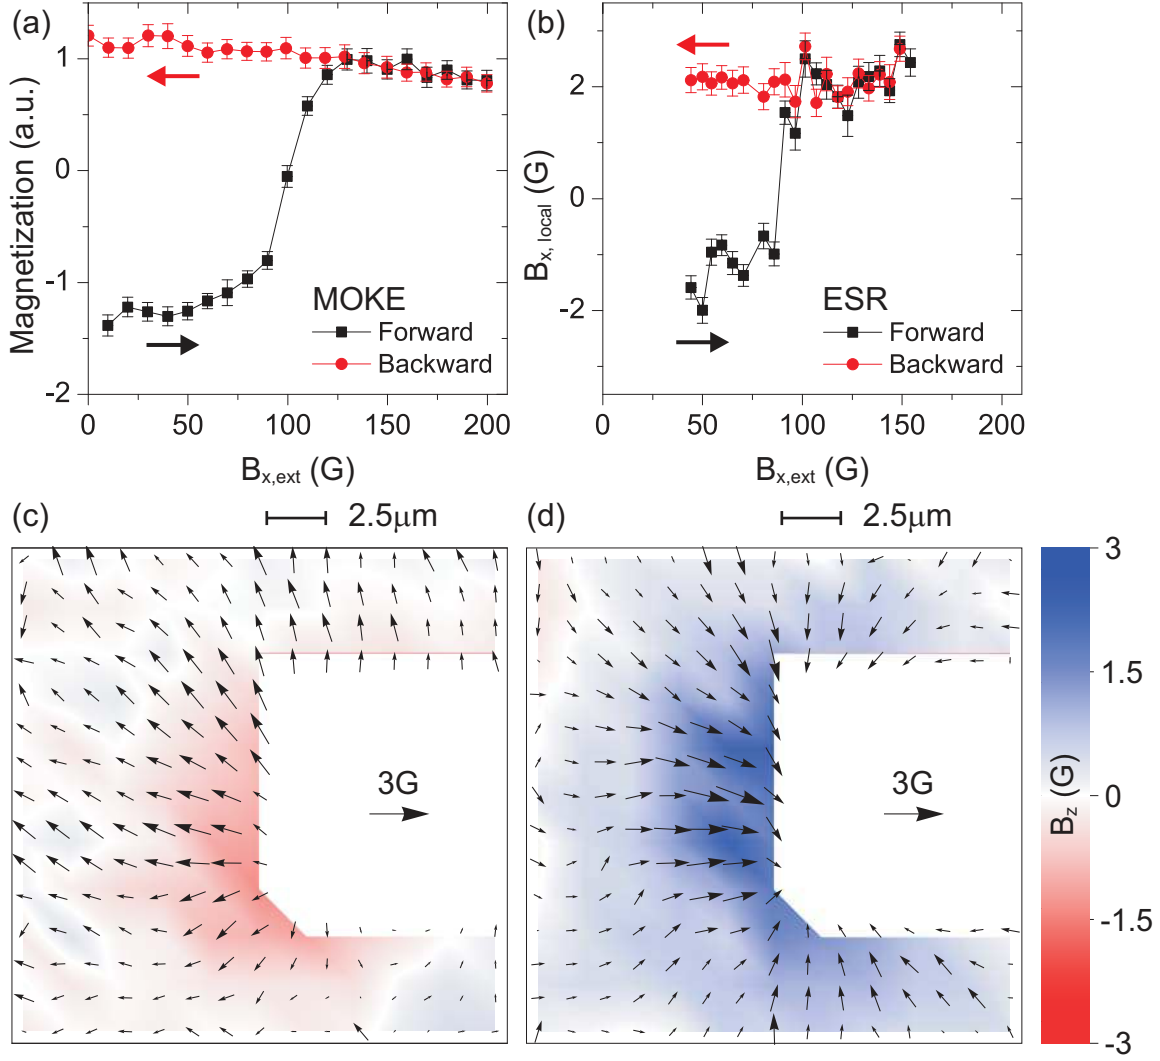 (a)
Magnetization (a.u.)
1
0
-1
-2
MOKE
Forward
Backward
0 50 100 150 200
B_x,ext (G)
(b)
B_x, local (G)
2
0
-2
ESR
Forward
Backward
0 50 100 150 200
B_x,ext (G)
(c)
2.5μm
3G
(d)
2.5μm
3G
3
1.5
0
-1.5
-3
B_z (G)